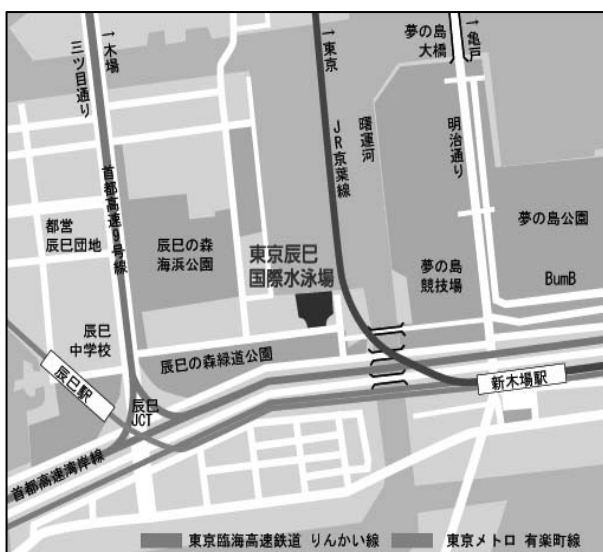 →木場
三ツ目通り
→東京
夢の島
大橋
→亀戸
JR京葉線
曙運河
明治通り
首都高速9号線
都営
辰巳団地
辰巳の森
海浜公園
東京辰巳
国際水泳場
夢の島公園
夢の島
競技場
BumB
辰巳
中学校
辰巳の森緑道公園
辰巳駅
辰巳
JCT
新木場駅
首都高速湾岸線
東京臨海高速鉄道 りんかい線
東京メトロ 有楽町線